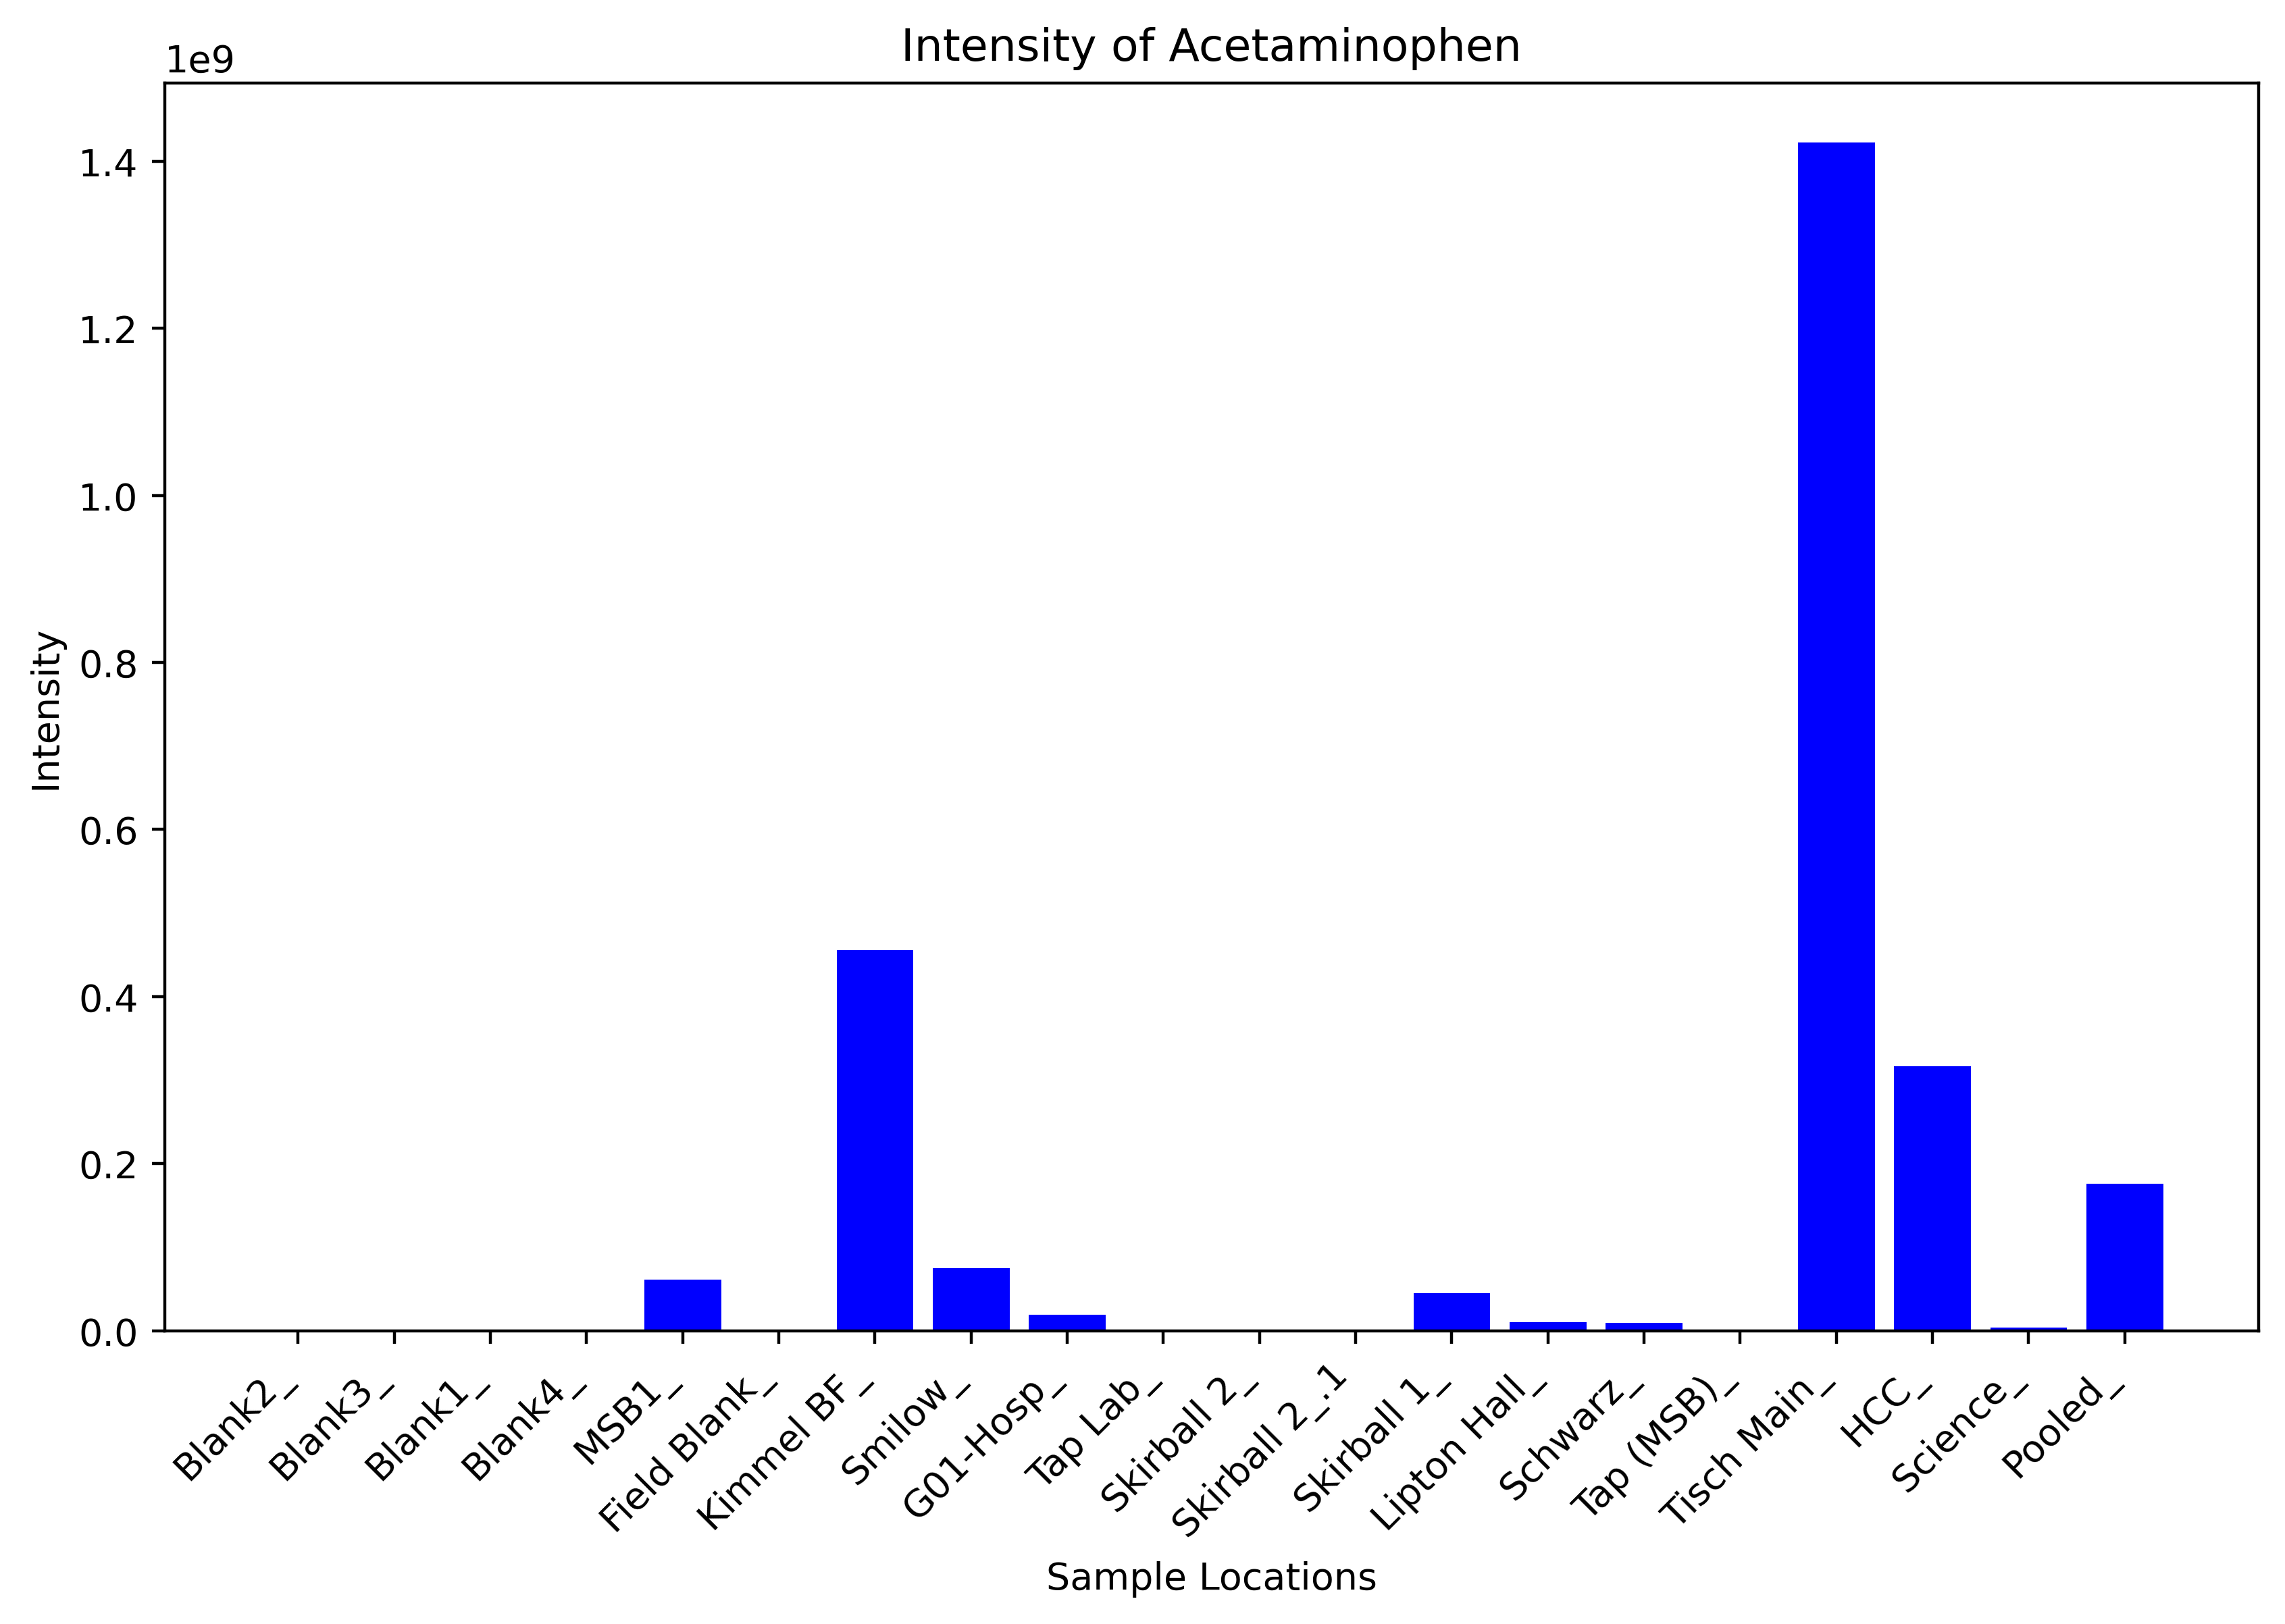 Intensity of Acetaminophen
1e9
1.4
1.2
1.0
0.8
0.6
0.4
0.2
0.0
Intensity
Blank2_
Blank3_
Blank1_
Blank4_
MSB1_
Field Blank_
Kimmel BF_
Smilow_
G01-Hosp_
Tap Lab_
Skirball 2_
Skirball 2_.1
Skirball 1_
Lipton Hall_
Schwarz_
Tap (MSB)_
Tisch Main_
HCC_
Science_
Pooled_
Sample Locations